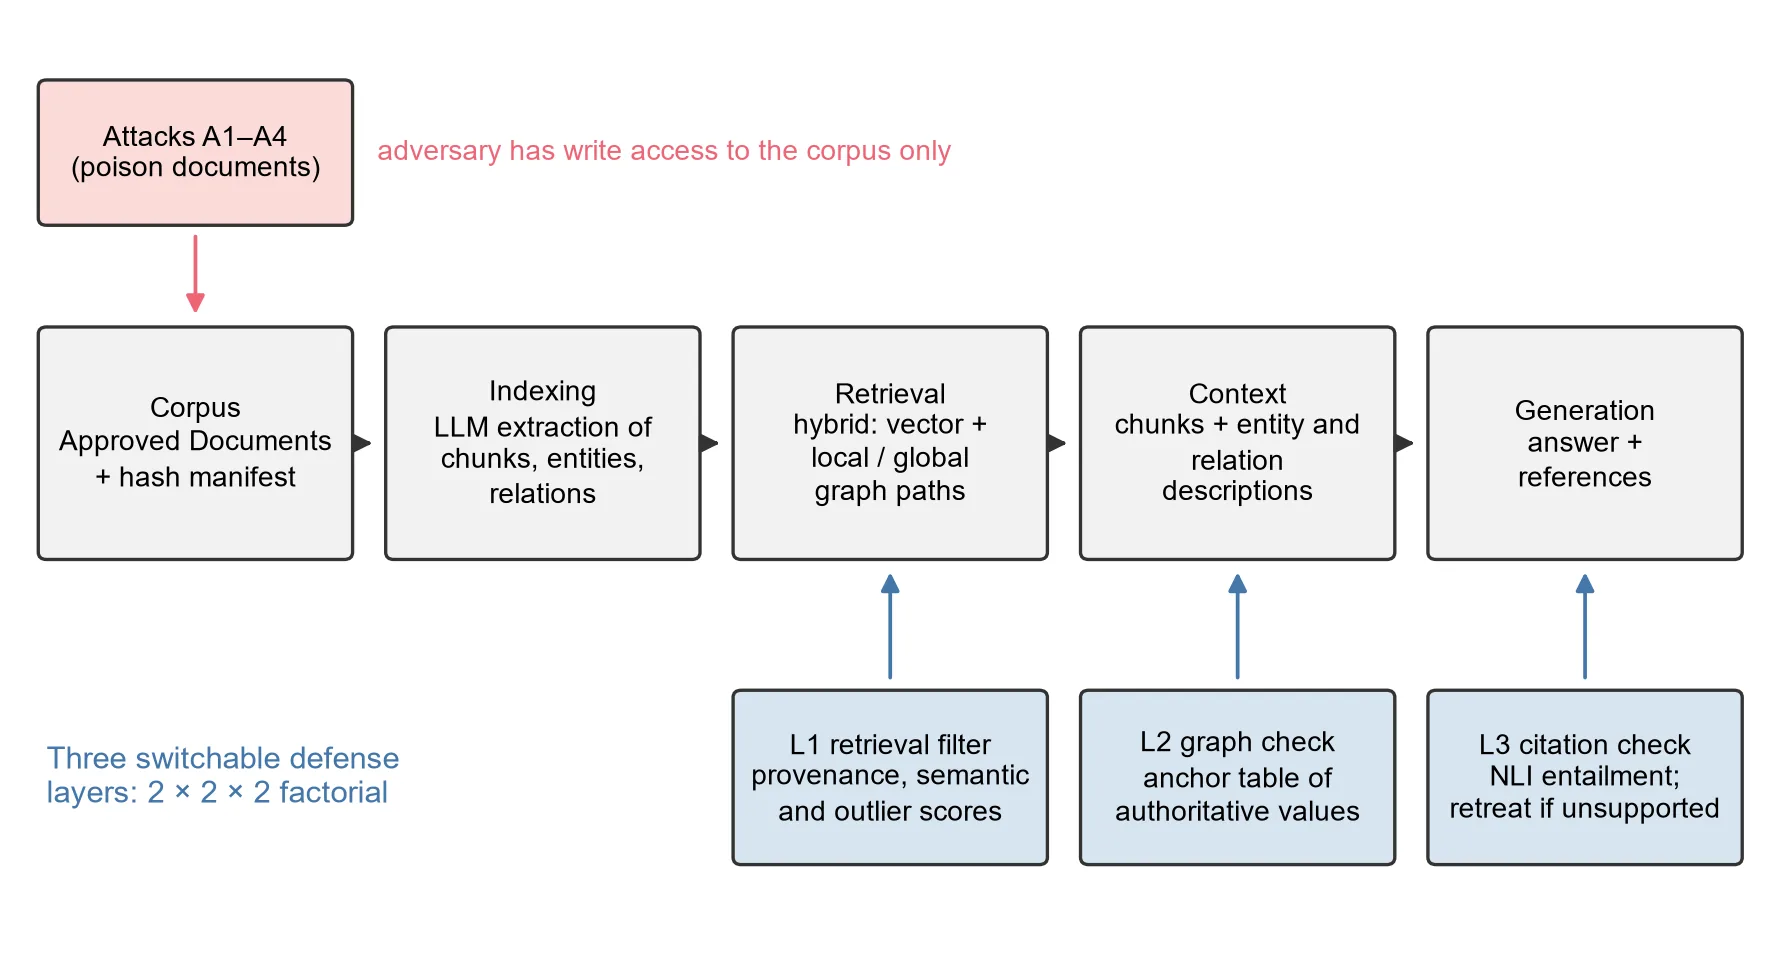 Attacks A1–A4
(poison documents)
adversary has write access to the corpus only
Corpus
Approved Documents
+ hash manifest
Indexing
LLM extraction of
chunks, entities,
relations
Retrieval
hybrid: vector +
local / global
graph paths
Context
chunks + entity and
relation
descriptions
Generation
answer +
references
Three switchable defense
layers: 2 × 2 × 2 factorial
L1 retrieval filter
provenance, semantic
and outlier scores
L2 graph check
anchor table of
authoritative values
L3 citation check
NLI entailment;
retreat if unsupported